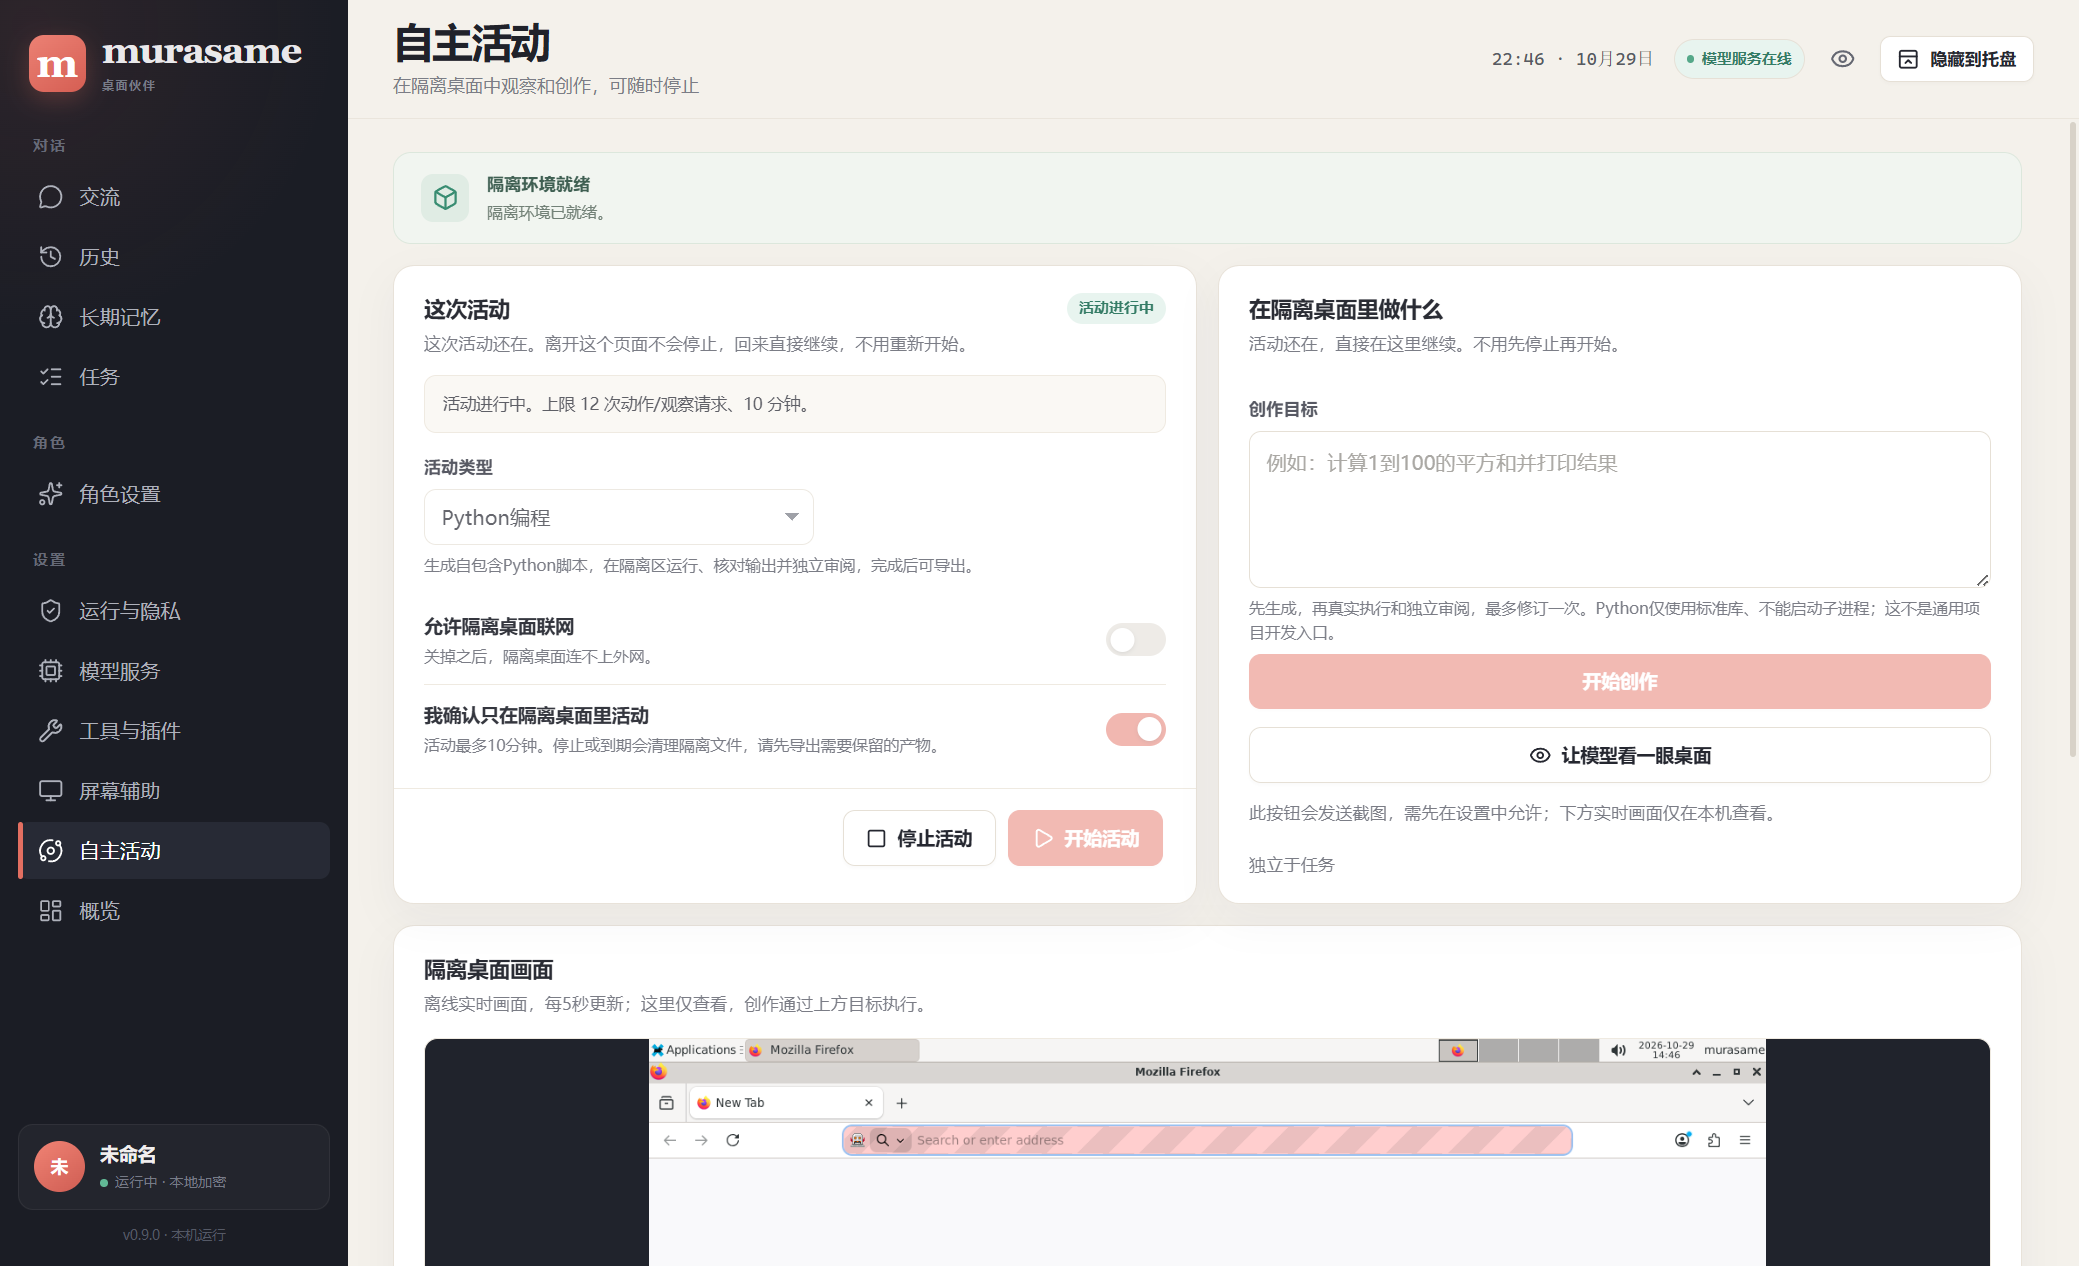 m murasame
桌面伙伴
对话
交流
历史
长期记忆
任务
角色
角色设置
设置
运行与隐私
模型服务
工具与插件
屏幕辅助
自主活动
概览
未 未命名
运行中 · 本地加密
v0.9.0 · 本机运行
自主活动
在隔离桌面中观察和创作，可随时停止
22:46 · 10月29日
模型服务在线
隐藏到托盘
隔离环境就绪
隔离环境已就绪。
这次活动
活动进行中
这次活动还在。离开这个页面不会停止，回来直接继续，不用重新开始。
活动进行中。上限 12 次动作/观察请求、10 分钟。
活动类型
Python编程
生成自包含Python脚本，在隔离区运行、核对输出并独立审阅，完成后可导出。
允许隔离桌面联网
关掉之后，隔离桌面连不上外网。
我确认只在隔离桌面里活动
活动最多10分钟。停止或到期会清理隔离文件，请先导出需要保留的产物。
停止活动
开始活动
在隔离桌面里做什么
活动还在，直接在这里继续。不用先停止再开始。
创作目标
例如：计算1到100的平方和并打印结果
先生成，再真实执行和独立审阅，最多修订一次。Python仅使用标准库、不能启动子进程；这不是通用项
目开发入口。
开始创作
让模型看一眼桌面
此按钮会发送截图，需先在设置中允许；下方实时画面仅在本机查看。
独立于任务
隔离桌面画面
离线实时画面，每5秒更新；这里仅查看，创作通过上方目标执行。
Applications
Mozilla Firefox
2026-10-29
14:46
murasame
Mozilla Firefox
New Tab
Search or enter address